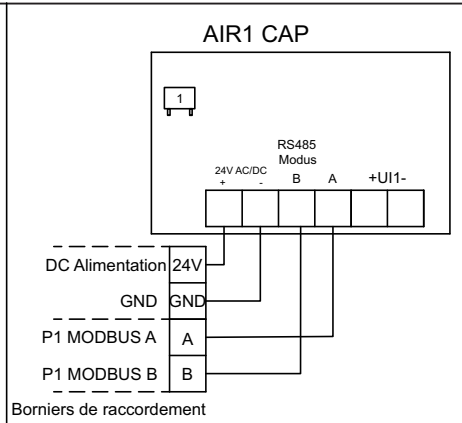 AIR1 CAP
1
RS485
Modus
24V AC/DC
+ - B A +UI1-
DC Alimentation 24V
GND GND
P1 MODBUS A A
P1 MODBUS B B
Borniers de raccordement